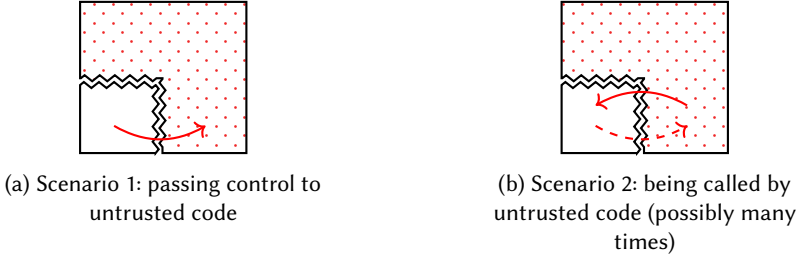 (a) Scenario 1: passing control to
untrusted code
(b) Scenario 2: being called by
untrusted code (possibly many
times)